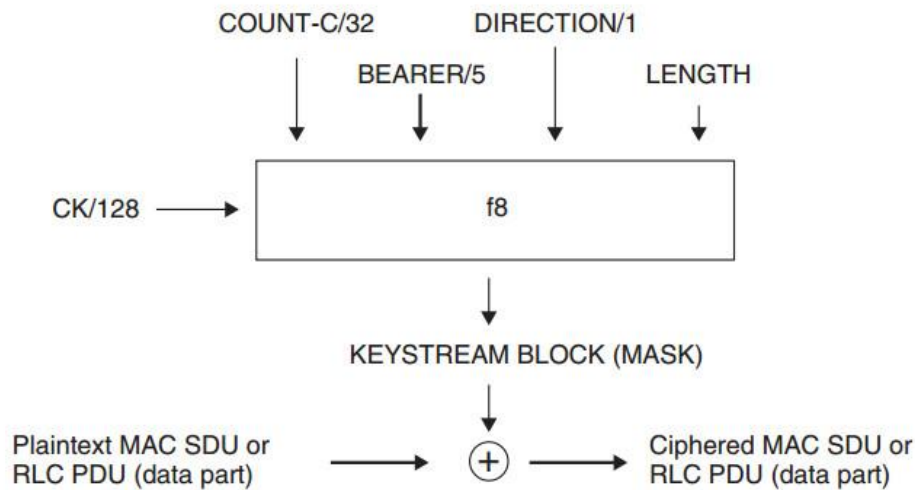 COUNT-C/32
DIRECTION/1
BEARER/5
LENGTH
CK/128
f8
KEYSTREAM BLOCK (MASK)
Plaintext MAC SDU or
RLC PDU (data part)
Ciphered MAC SDU or
RLC PDU (data part)